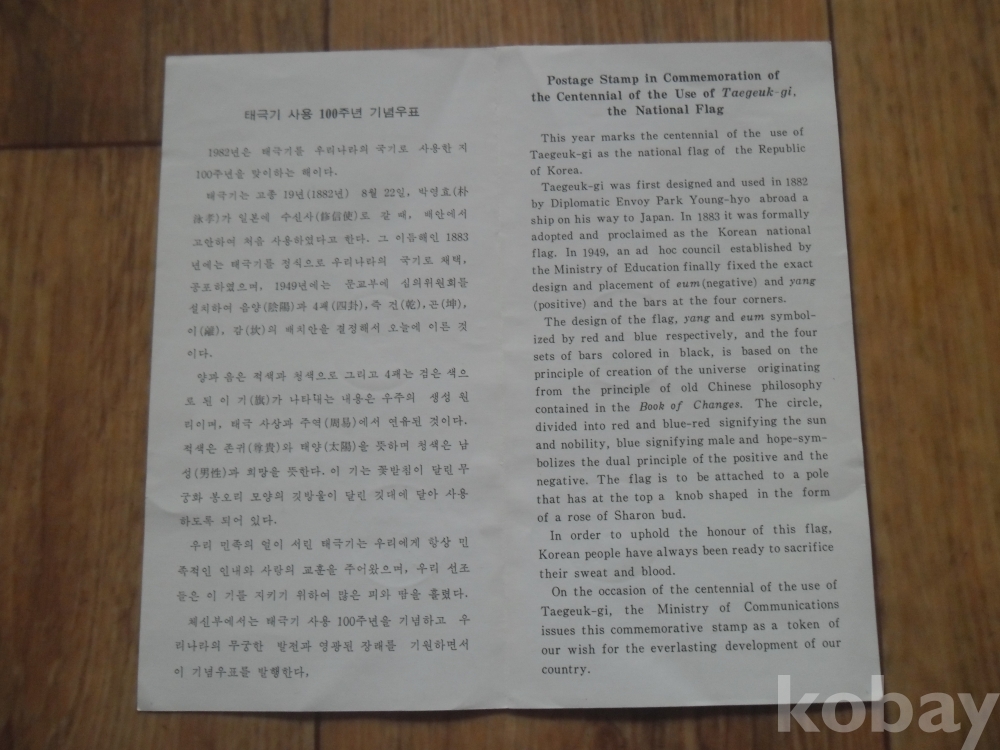 태극기 사용 100주년 기념우표
1982년은 태극기를 우리나라의 국기로 사용한 지
100주년을 맞이하는 해이다.
태극기는 고종 19년(1882년) 8월 22일, 박영효(朴
泳孝)가 일본에 수신사(修信使)로 갈 때, 배안에서
고안하여 처음 사용하였다고 한다. 그 이듬해인 1883
년에는 태극기를 정식으로 우리나라의 국기로 채택,
공포하였으며, 1949년에는 문교부에 심의위원회를
설치하여 음양(陰陽)과 4괘(四卦),즉 건(乾), 곤(坤),
이(離), 감(坎)의 배치안을 결정해서 오늘에 이른 것
이다.
양과 음은 적색과 청색으로 그리고 4괘는 검은 색으
로 된 이 기(旗)가 나타내는 내용은 우주의 생성 원
리이며, 태극 사상과 주역(周易)에서 연유된 것이다.
적색은 존귀(尊貴)와 태양(太陽)을 뜻하며 청색은 남
성(男性)과 희망을 뜻한다. 이 기는 꽃받침이 달린 무
궁화 봉오리 모양의 깃방울이 달린 깃대에 달아 사용
하도록 되어 있다.
우리 민족의 얼이 서린 태극기는 우리에게 항상 민
족적인 인내와 사랑의 교훈을 주어왔으며, 우리 선조
들은 이 기를 지키기 위하여 많은 피와 땀을 흘렸다.
체신부에서는 태극기 사용 100주년을 기념하고 우
리나라의 무궁한 발전과 영광된 장래를 기원하면서
이 기념우표를 발행한다,
Postage Stamp in Commemoration of
the Centennial of the Use of Taegeuk-gi,
the National Flag
This year marks the centennial of the use of
Taegeuk-gi as the national flag of the Republic
of Korea.
Taegeuk-gi was first designed and used in 1882
by Diplomatic Envoy Park Young-hyo abroad a
ship on his way to Japan. In 1883 it was formally
adopted and proclaimed as the Korean national
flag. In 1949, an ad hoc council established by
the Ministry of Education finally fixed the exact
design and placement of eum(negative) and yang
(positive) and the bars at the four corners.
The design of the flag, yang and eum symbol-
ized by red and blue respectively, and the four
sets of bars colored in black, is based on the
principle of creation of the universe originating
from the principle of old Chinese philosophy
contained in the Book of Changes. The circle,
divided into red and blue-red signifying the sun
and nobility, blue signifying male and hope-sym-
bolizes the dual principle of the positive and the
negative. The flag is to be attached to a pole
that has at the top a knob shaped in the form
of a rose of Sharon bud.
In order to uphold the honour of this flag,
Korean people have always been ready to sacrifice
their sweat and blood.
On the occasion of the centennial of the use of
Taegeuk-gi, the Ministry of Communications
issues this commemorative stamp as a token of
our wish for the everlasting development of our
country.
kobay